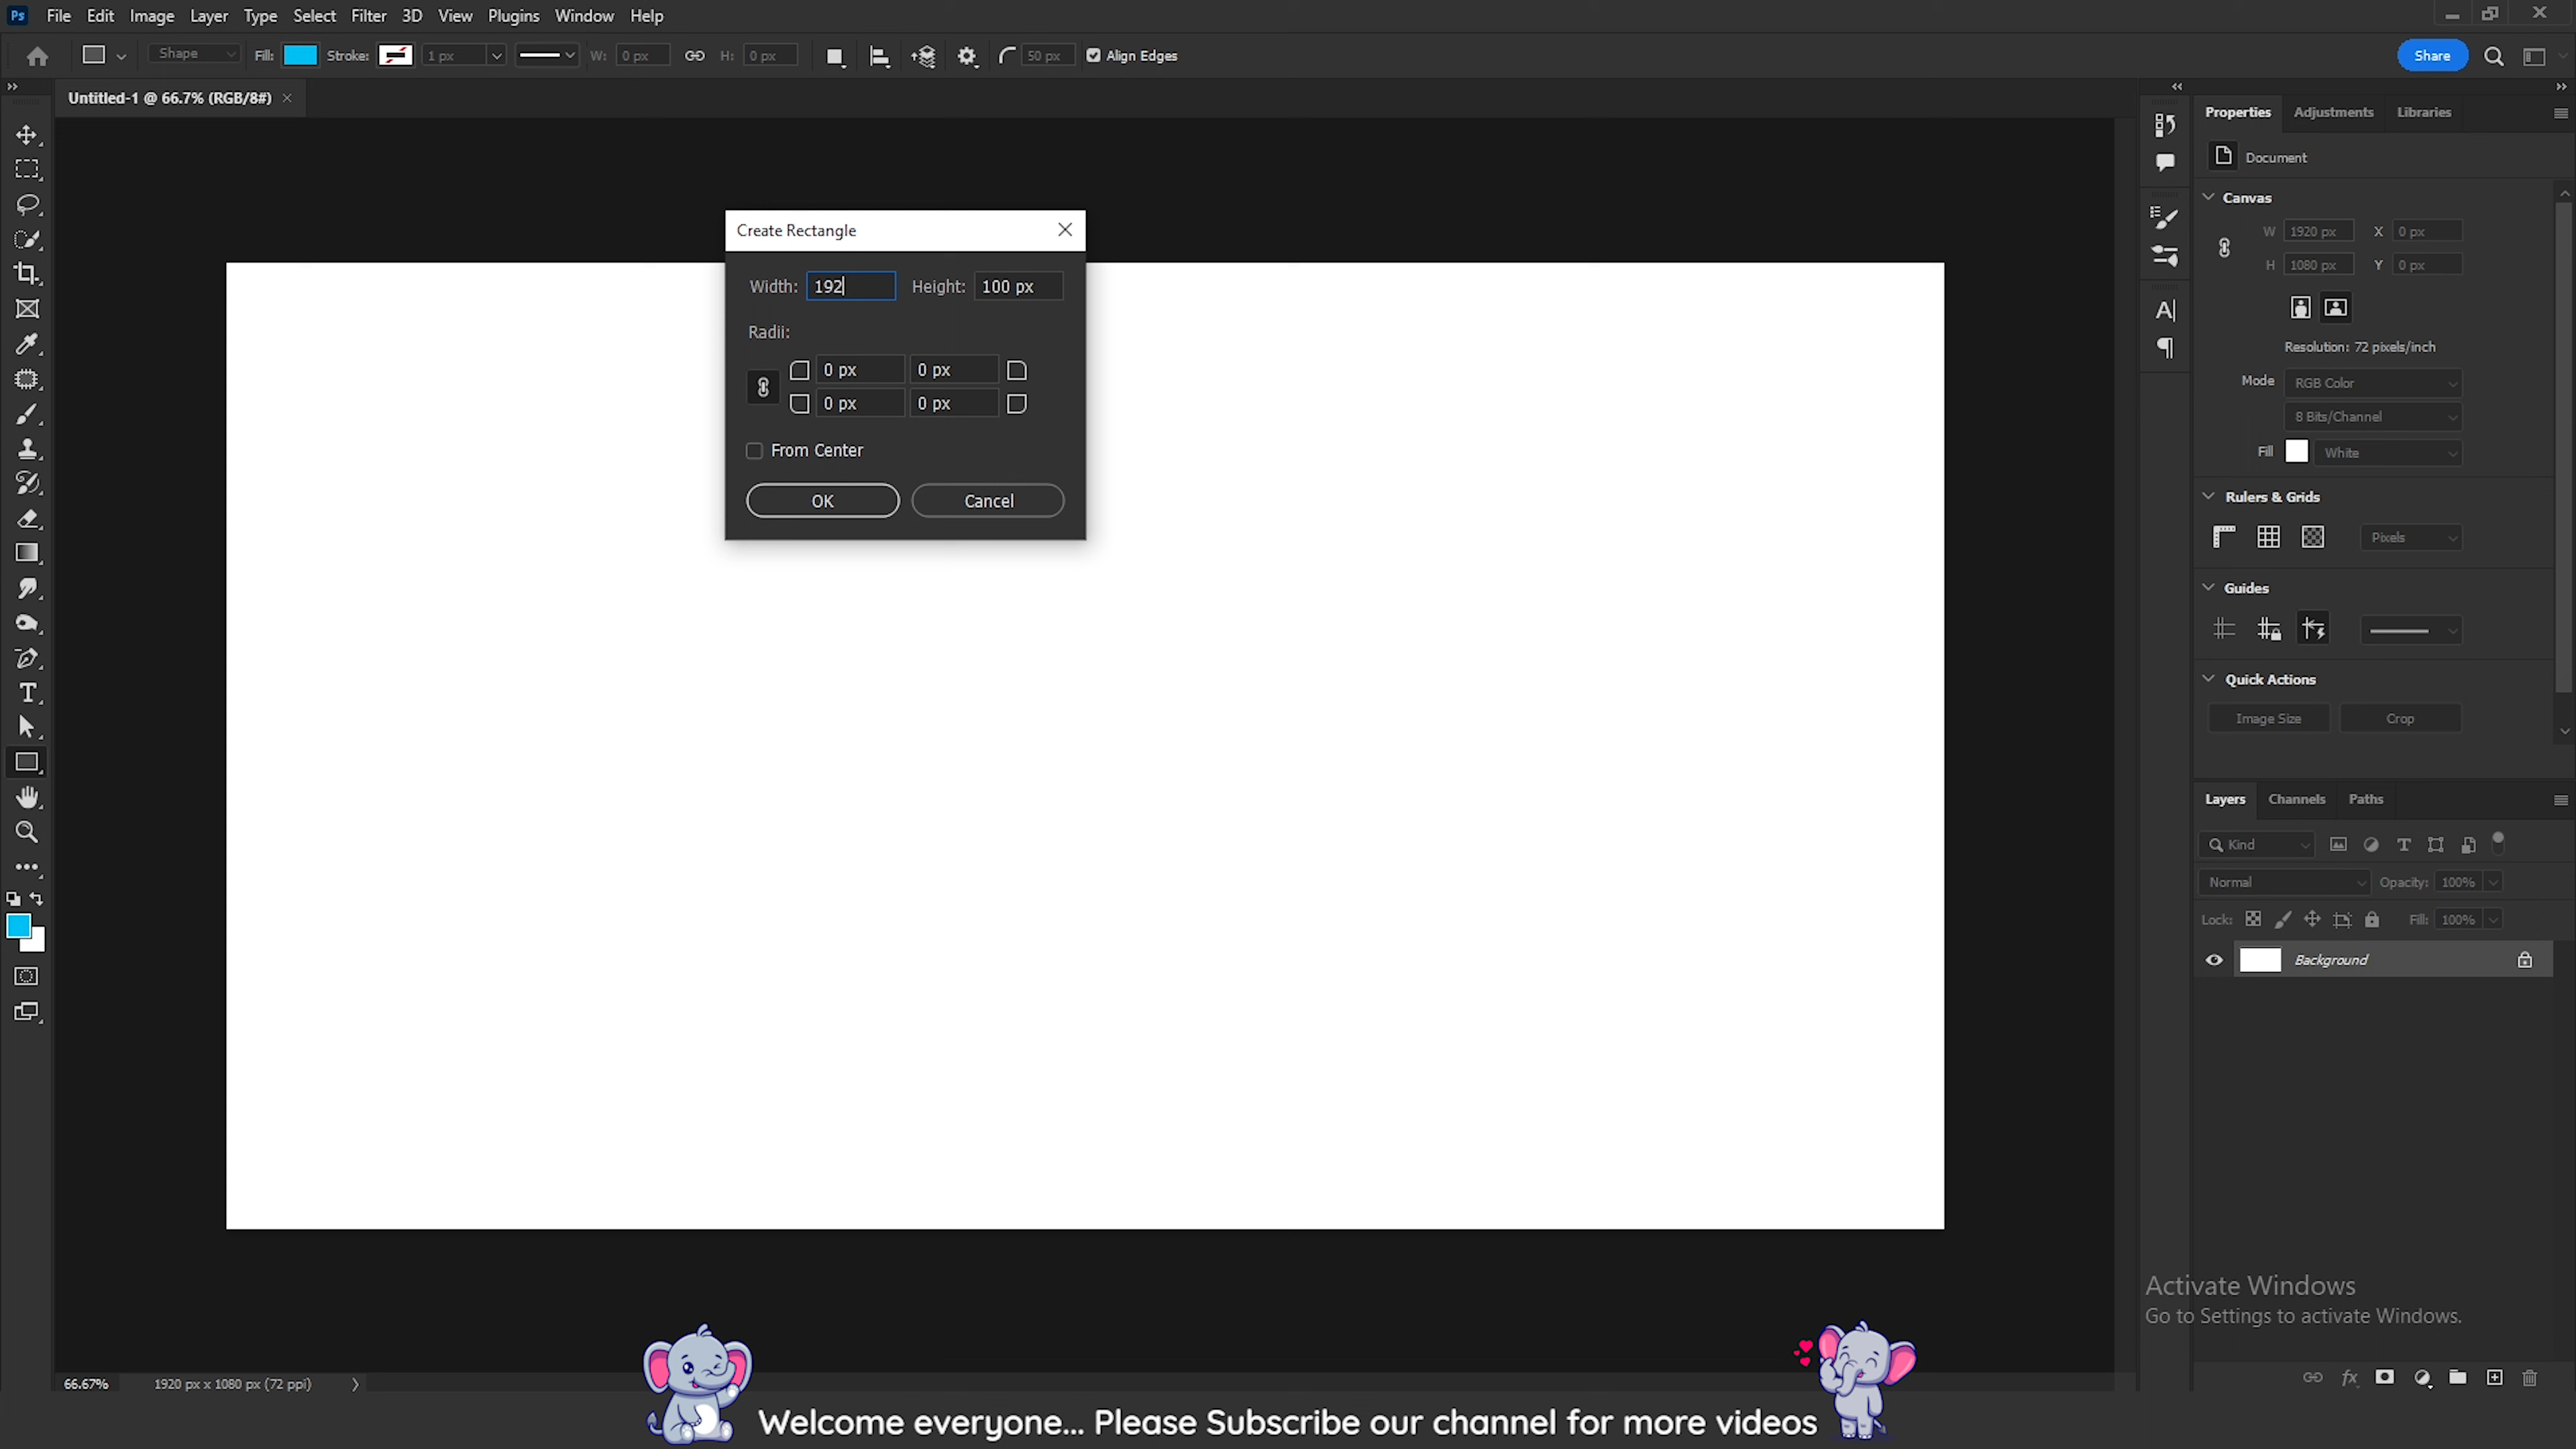 Ps File Edit Image Layer Type Select Filter 3D View Plugins Window Help
Shape Fill: Stroke: 1 px W: 0 px H: 0 px 50 px Align Edges Share
Untitled-1 @ 66.7% (RGB/8#)
Properties Adjustments Libraries
Document
Canvas
W 1920 px X 0 px
H 1080 px Y 0 px
Resolution: 72 pixels/inch
Mode RGB Color
8 Bits/Channel
Fill White
Rulers & Grids
Pixels
Guides
Quick Actions
Image Size Crop
Create Rectangle
Width: 192 Height: 100 px
Radii:
0 px 0 px
0 px 0 px
From Center
OK Cancel
Layers Channels Paths
Kind
Normal Opacity: 100%
Lock: Fill: 100%
Background
Activate Windows
Go to Settings to activate Windows.
66.67% 1920 px x 1080 px (72 ppi)
Welcome everyone... Please Subscribe our channel for more videos